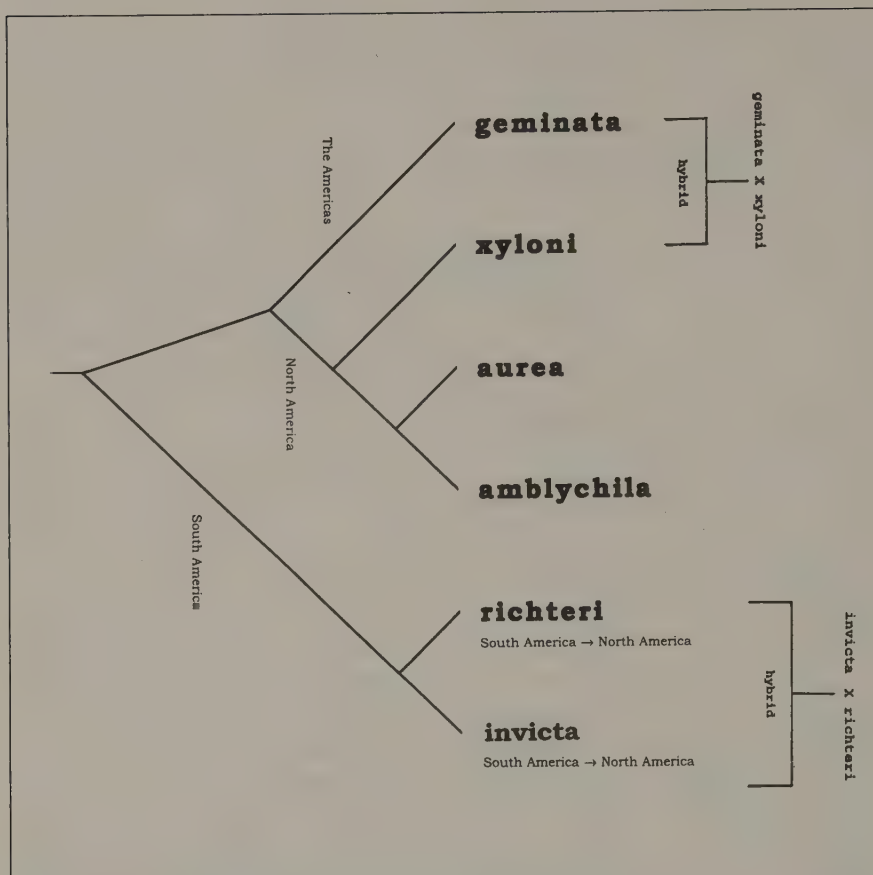 geminata
xyloni
aurea
amblychila
richteri
South America → North America
invicta
South America → North America
The Americas
North America
South America
hybrid
geminata X xyloni
hybrid
invicta X richteri